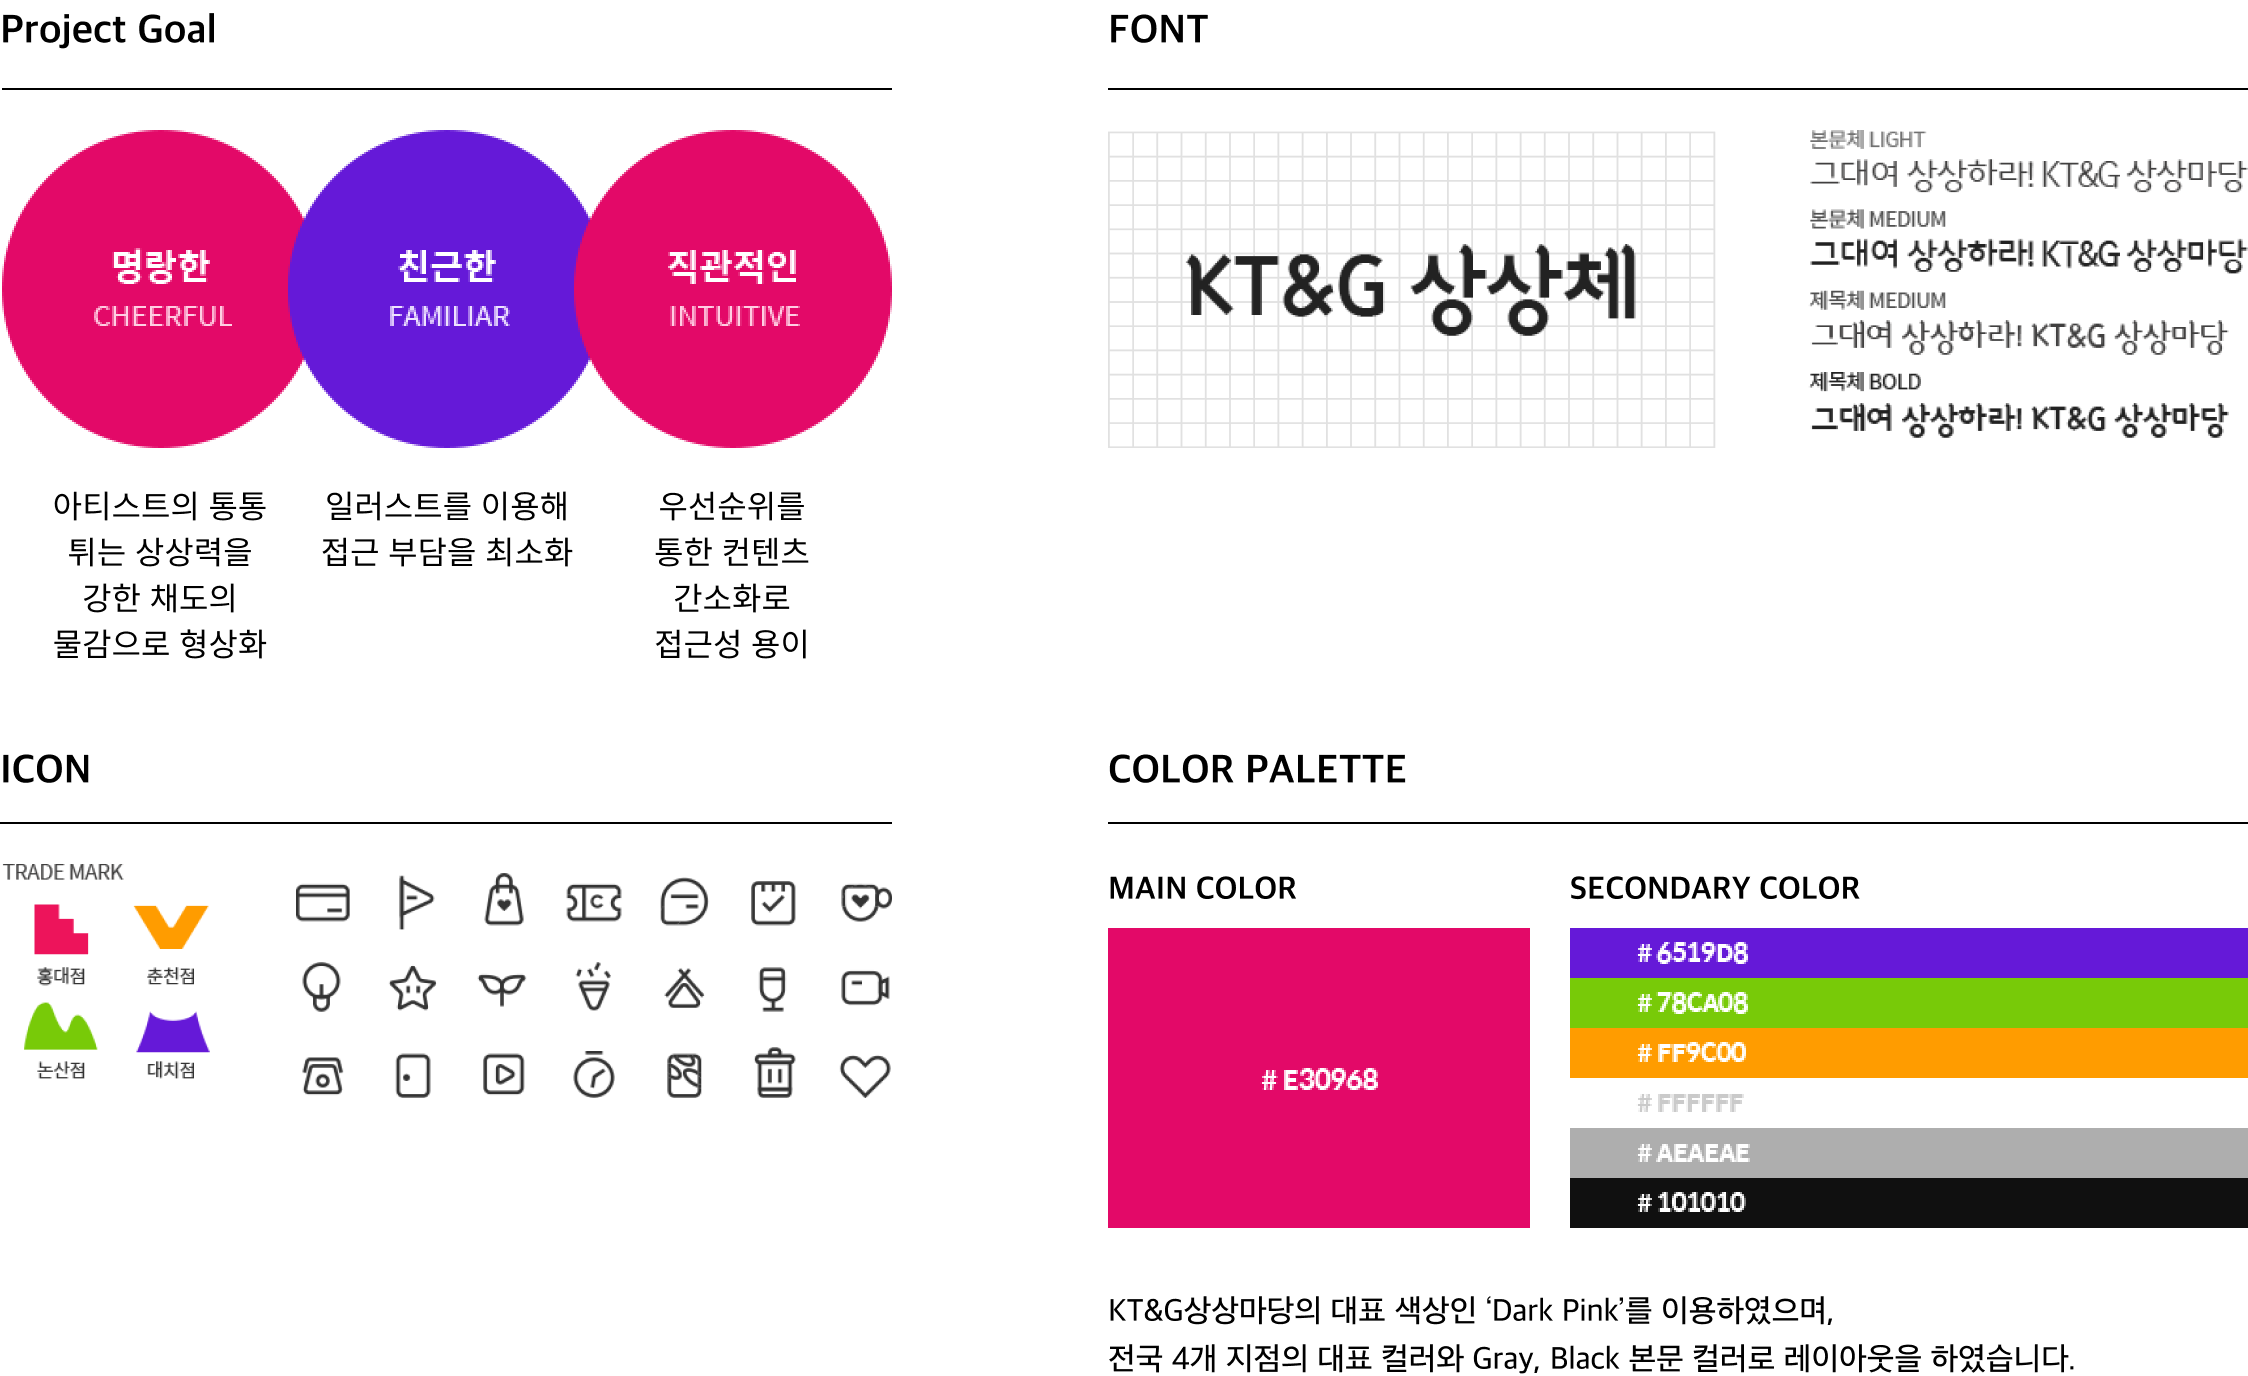 Project Goal
명랑한
CHEERFUL
친근한
FAMILIAR
직관적인
INTUITIVE
아티스트의 통통
튀는 상상력을
강한 채도의
물감으로 형상화
일러스트를 이용해
접근 부담을 최소화
우선순위를
통한 컨텐츠
간소화로
접근성 용이
FONT
KT&G 상상체
본문체 LIGHT
그대여 상상하라! KT&G 상상마당
본문체 MEDIUM
그대여 상상하라! KT&G 상상마당
제목체 MEDIUM
그대여 상상하라! KT&G 상상마당
제목체 BOLD
그대여 상상하라! KT&G 상상마당
ICON
TRADE MARK
홍대점
춘천점
논산점
대치점
C
COLOR PALETTE
MAIN COLOR
# E30968
SECONDARY COLOR
# 6519D8
# 78CA08
# FF9C00
# FFFFFF
# AEAEAE
# 101010
KT&G상상마당의 대표 색상인 ‘Dark Pink’를 이용하였으며,
전국 4개 지점의 대표 컬러와 Gray, Black 본문 컬러로 레이아웃을 하였습니다.